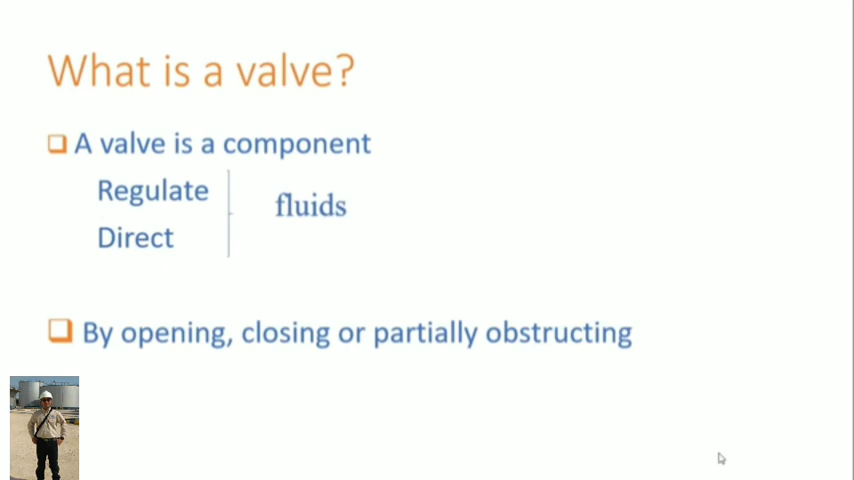 What is a valve?
A valve is a component
Regulate
fluids
Direct
By opening, closing or partially obstructing